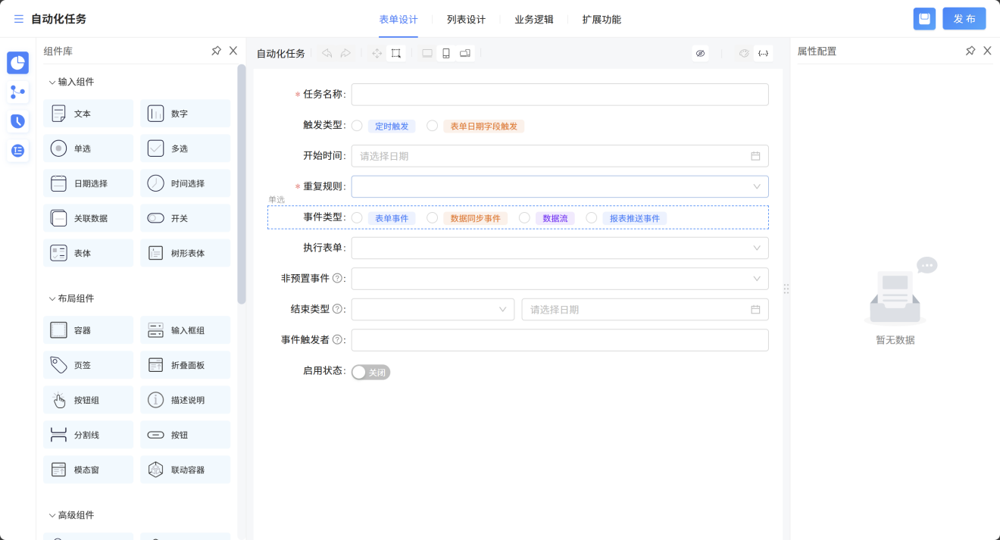 自动化任务
表单设计 列表设计 业务逻辑 扩展功能
发 布
组件库
输入组件
文本 数字
单选 多选
日期选择 时间选择
关联数据 开关
表体 树形表体
布局组件
容器 输入框组
页签 折叠面板
按钮组 描述说明
分割线 按钮
模态窗 联动容器
高级组件
自动化任务
* 任务名称:
触发类型: 定时触发 表单日期字段触发
开始时间: 请选择日期
* 重复规则:
单选
事件类型: 表单事件 数据同步事件 数据流 报表推送事件
执行表单:
非预置事件 ? :
结束类型 ? : 请选择日期
事件触发者 ? :
启用状态: 关闭
属性配置
暂无数据